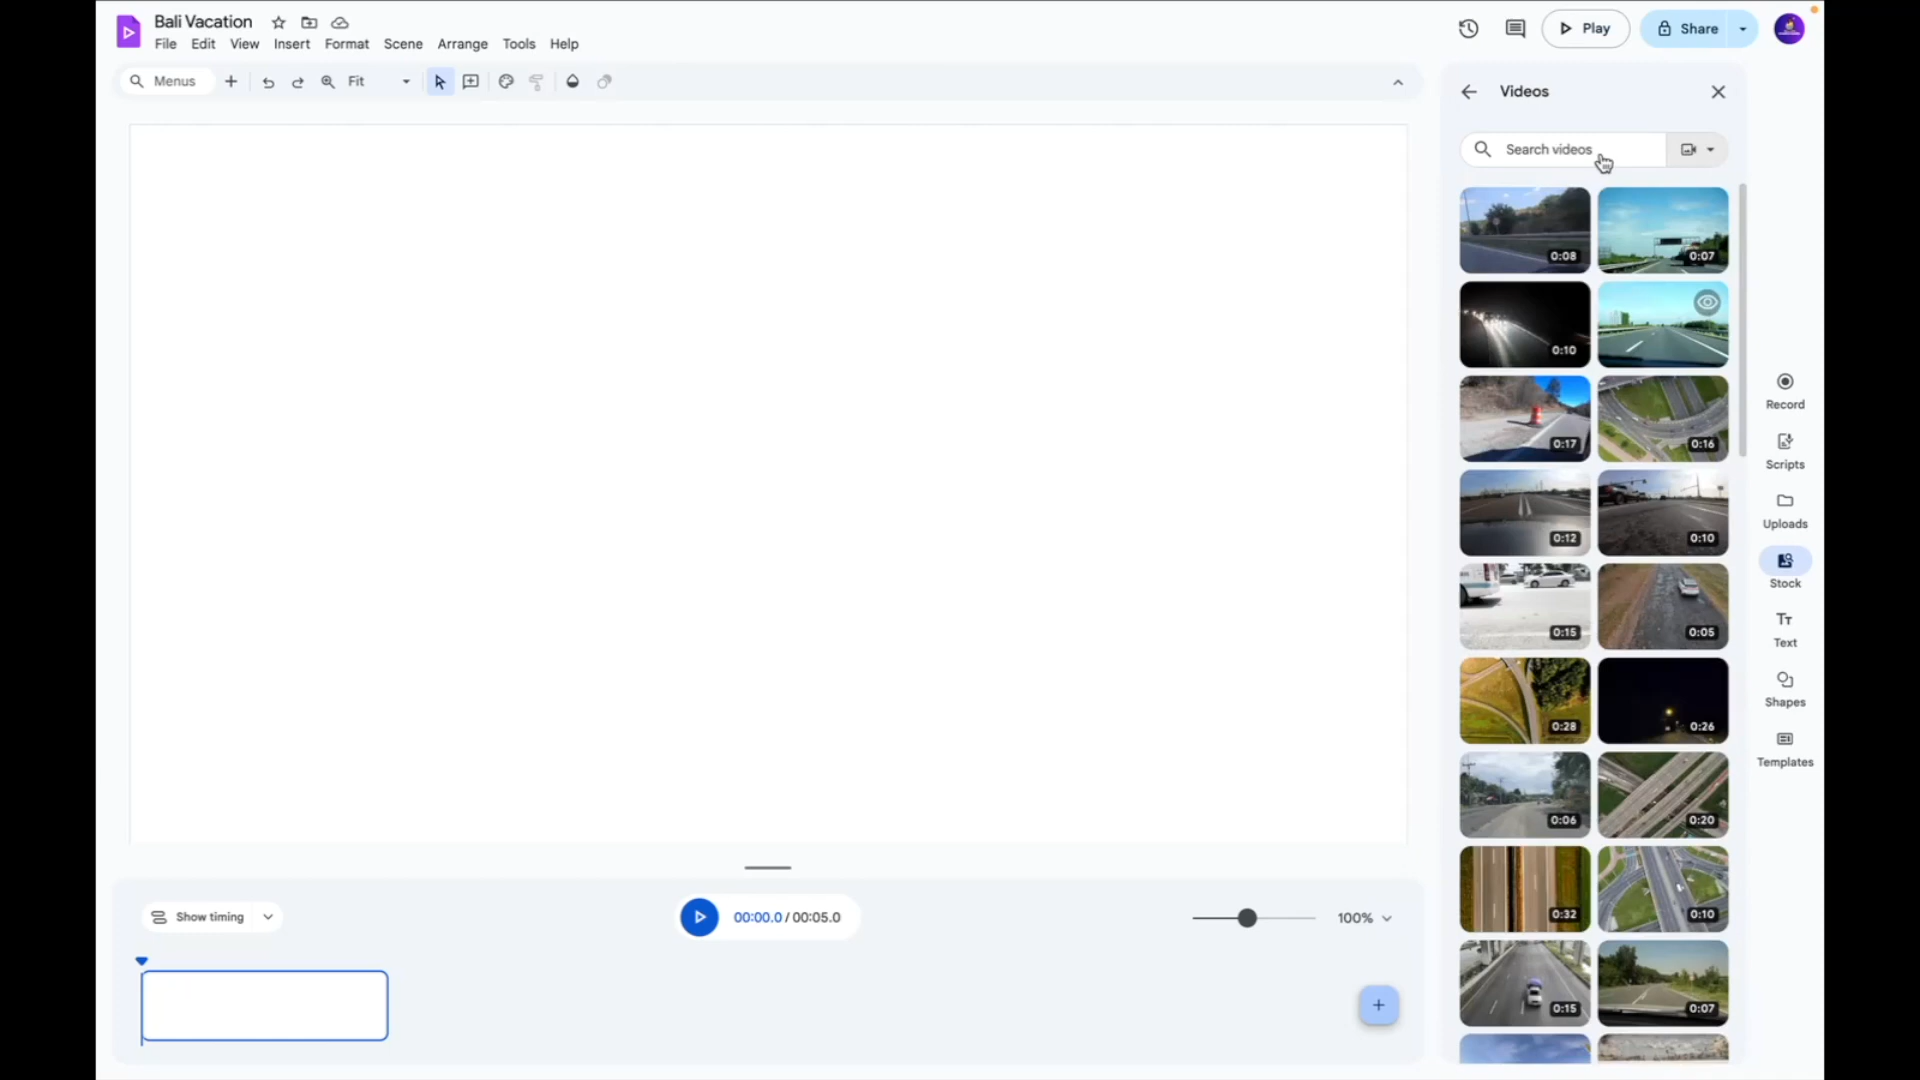 Bali Vacation
File Edit View Insert Format Scene Arrange Tools Help
Play
Share
Menus
Fit
Videos
Search videos
0:08
0:07
0:10
0:17
0:16
0:12
0:10
0:15
0:05
0:28
0:26
0:06
0:20
0:32
0:10
0:15
0:07
Record
Scripts
Uploads
Stock
Tт
Text
Shapes
Templates
Show timing
00:00.0 / 00:05.0
100%